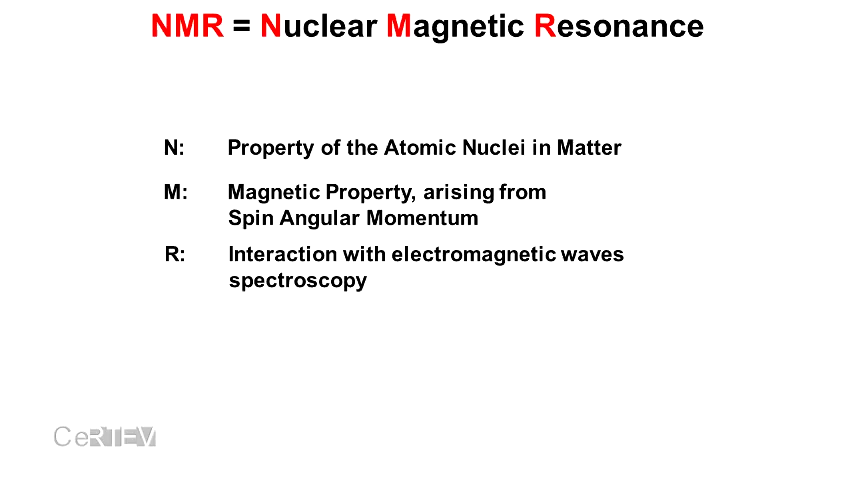 NMR = Nuclear Magnetic Resonance
N: Property of the Atomic Nuclei in Matter
M: Magnetic Property, arising from
Spin Angular Momentum
R: Interaction with electromagnetic waves
spectroscopy
CeRTEV